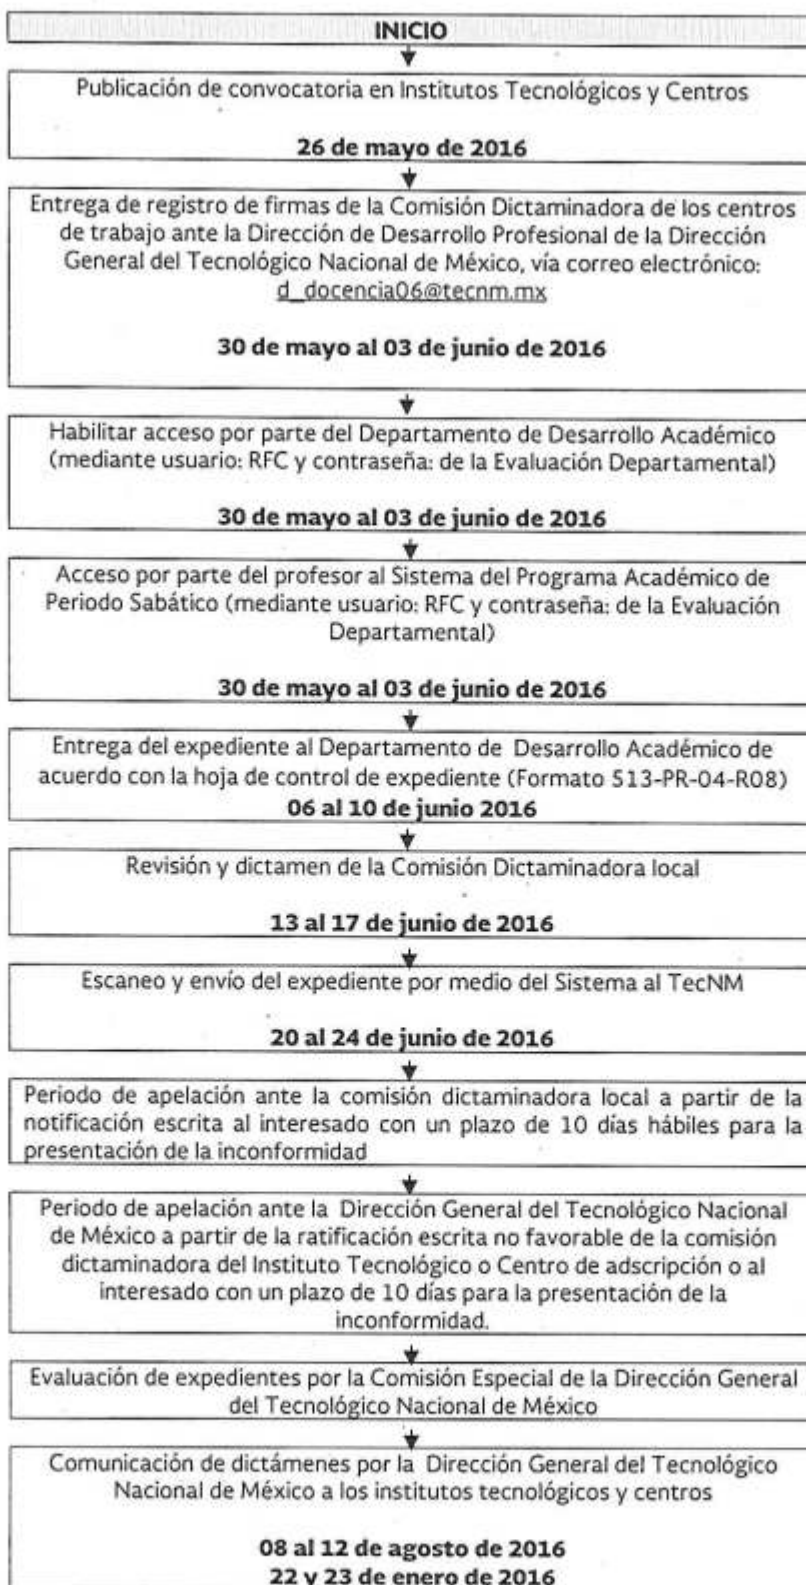 INICIO
Publicación de convocatoria en Institutos Tecnológicos y Centros
26 de mayo de 2016
Entrega de registro de firmas de la Comisión Dictaminadora de los centros
de trabajo ante la Dirección de Desarrollo Profesional de la Dirección
General del Tecnológico Nacional de México, vía correo electrónico:
d_docencia06@tecnm.mx
30 de mayo al 03 de junio de 2016
Habilitar acceso por parte del Departamento de Desarrollo Académico
(mediante usuario: RFC y contraseña: de la Evaluación Departamental)
30 de mayo al 03 de junio de 2016
Acceso por parte del profesor al Sistema del Programa Académico de
Periodo Sabático (mediante usuario: RFC y contraseña: de la Evaluación
Departamental)
30 de mayo al 03 de junio de 2016
Entrega del expediente al Departamento de Desarrollo Académico de
acuerdo con la hoja de control de expediente (Formato 513-PR-04-R08)
06 al 10 de junio 2016
Revisión y dictamen de la Comisión Dictaminadora local
13 al 17 de junio de 2016
Escaneo y envío del expediente por medio del Sistema al TecNM
20 al 24 de junio de 2016
Periodo de apelación ante la comisión dictaminadora local a partir de la
notificación escrita al interesado con un plazo de 10 días hábiles para la
presentación de la inconformidad
Periodo de apelación ante la Dirección General del Tecnológico Nacional
de México a partir de la ratificación escrita no favorable de la comisión
dictaminadora del Instituto Tecnológico o Centro de adscripción o al
interesado con un plazo de 10 días para la presentación de la
inconformidad.
Evaluación de expedientes por la Comisión Especial de la Dirección General
del Tecnológico Nacional de México
Comunicación de dictámenes por la Dirección General del Tecnológico
Nacional de México a los institutos tecnológicos y centros
08 al 12 de agosto de 2016
22 y 23 de enero de 2016